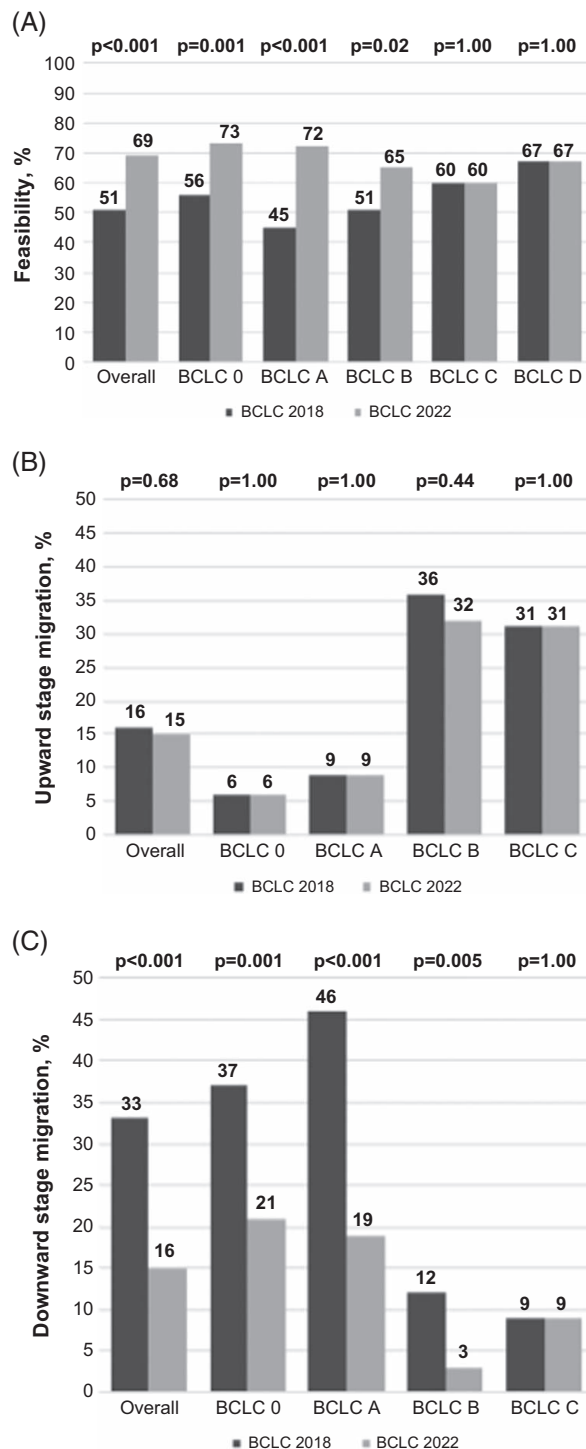 (A)
p<0.001 p=0.001 p<0.001 p=0.02 p=1.00 p=1.00
Feasibility, %
100
90
80
70
60
50
40
30
20
10
0
51 69 56 73 45 72 51 65 60 60 67 67
Overall BCLC 0 BCLC A BCLC B BCLC C BCLC D
BCLC 2018 BCLC 2022
(B)
p=0.68 p=1.00 p=1.00 p=0.44 p=1.00
Upward stage migration, %
50
45
40
35
30
25
20
15
10
5
0
16 15 6 6 9 9 36 32 31 31
Overall BCLC 0 BCLC A BCLC B BCLC C
BCLC 2018 BCLC 2022
(C)
p<0.001 p=0.001 p<0.001 p=0.005 p=1.00
Downward stage migration, %
50
45
40
35
30
25
20
15
10
5
0
33 16 37 21 46 19 12 3 9 9
Overall BCLC 0 BCLC A BCLC B BCLC C
BCLC 2018 BCLC 2022